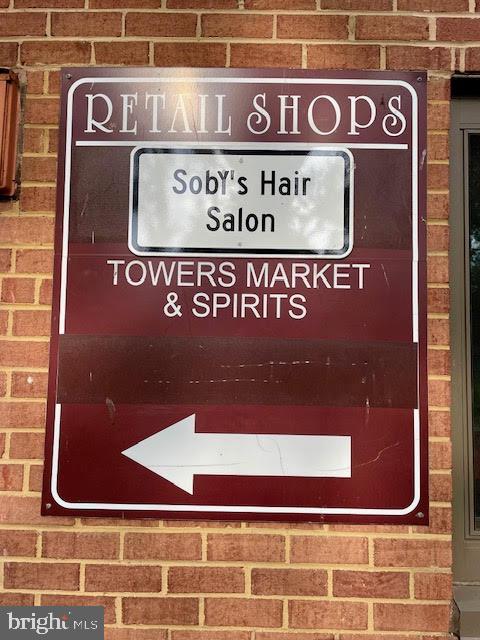 RETAIL SHOPS
SobY's Hair
Salon
TOWERS MARKET
& SPIRITS
bright MLS